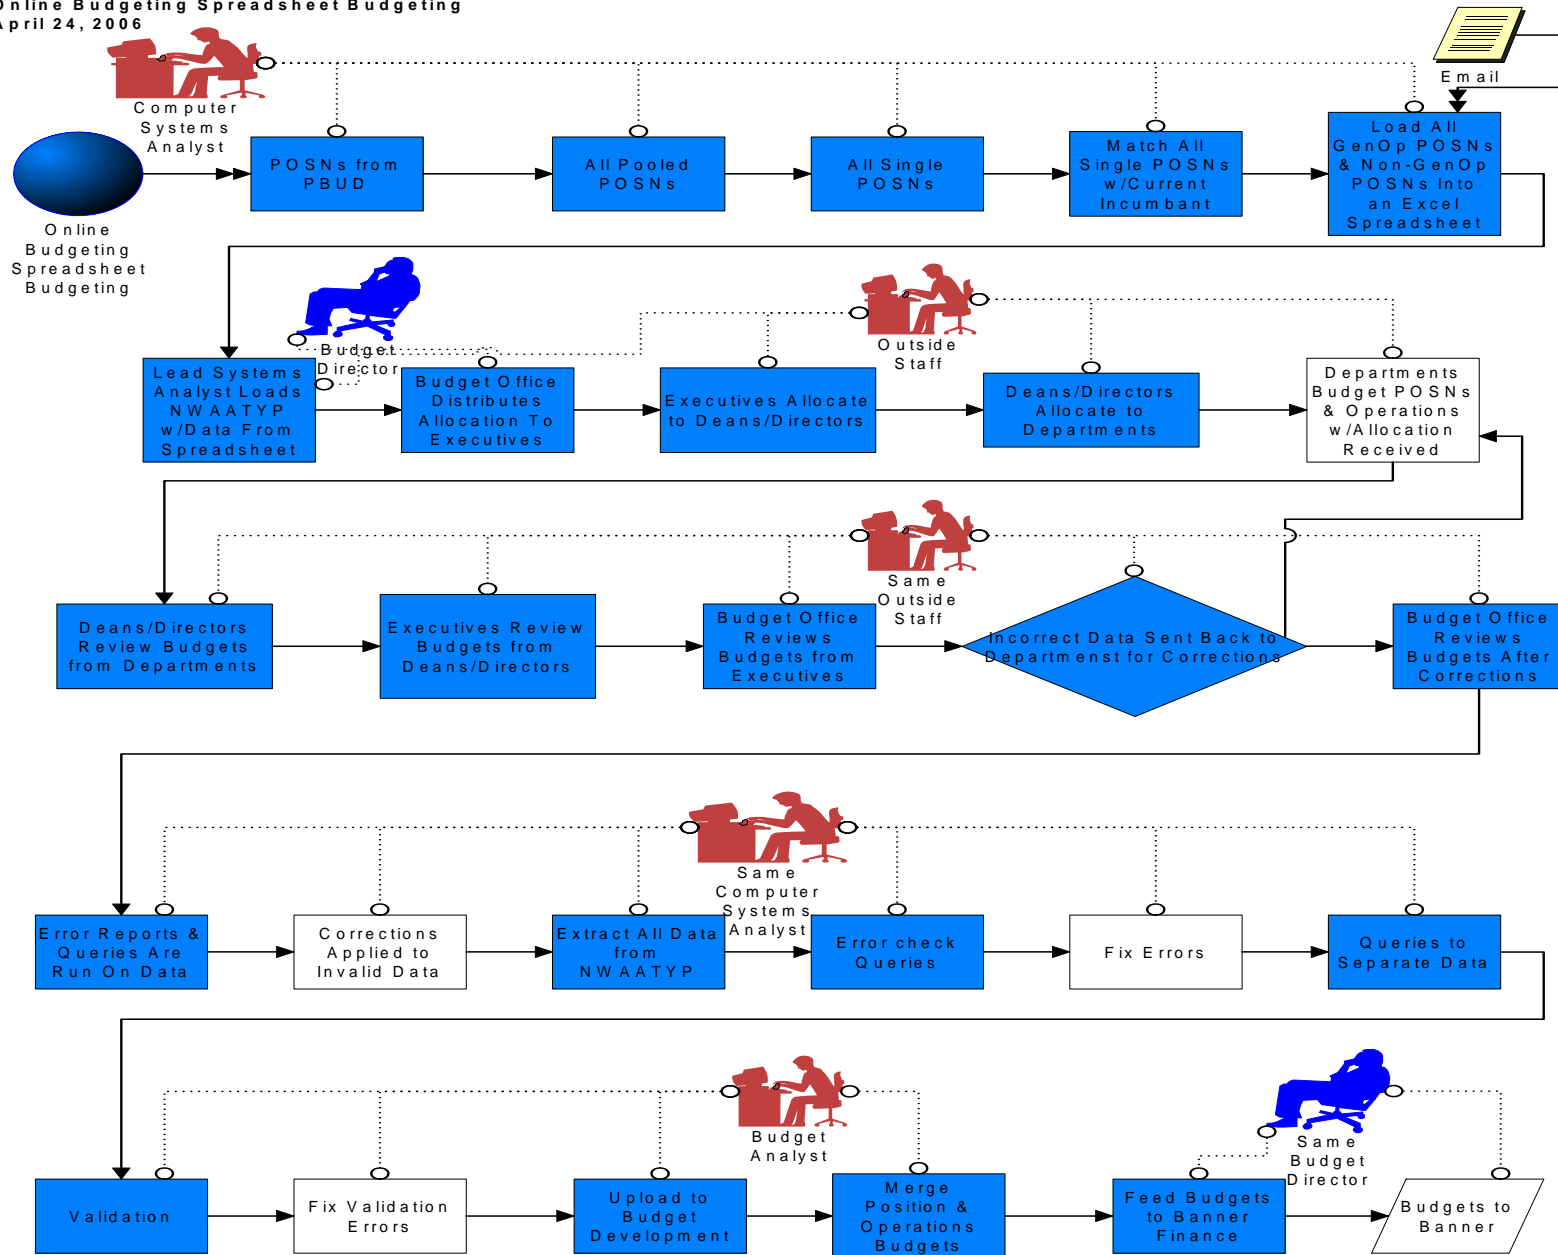 Online Budgeting Spreadsheet Budgeting
April 24, 2006
Email
Computer
Systems
Analyst
Online
Budgeting
Spreadsheet
Budgeting
POSNs from
PBUD
All Pooled
POSNs
All Single
POSNs
Match All
Single POSNs
w/Current
Incumbant
Load All
GenOp POSNs
& Non-GenOp
POSNs Into
an Excel
Spreadsheet
Budget
Director
Outside
Staff
Lead Systems
Analyst Loads
NWAATYP
w/Data From
Spreadsheet
Budget Office
Distributes
Allocation To
Executives
Executives Allocate
to Deans/Directors
Deans/Directors
Allocate to
Departments
Departments
Budget POSNs
& Operations
w/Allocation
Received
Same
Outside
Staff
Deans/Directors
Review Budgets
from Departments
Executives Review
Budgets from
Deans/Directors
Budget Office
Reviews
Budgets from
Executives
Incorrect Data Sent Back to
Departmenst for Corrections
Budget Office
Reviews
Budgets After
Corrections
Same
Computer
Systems
Analyst
Error Reports &
Queries Are
Run On Data
Corrections
Applied to
Invalid Data
Extract All Data
from
NWAATYP
Error check
Queries
Fix Errors
Queries to
Separate Data
Budget
Analyst
Same
Budget
Director
Validation
Fix Validation
Errors
Upload to
Budget
Development
Merge
Position &
Operations
Budgets
Feed Budgets
to Banner
Finance
Budgets to
Banner